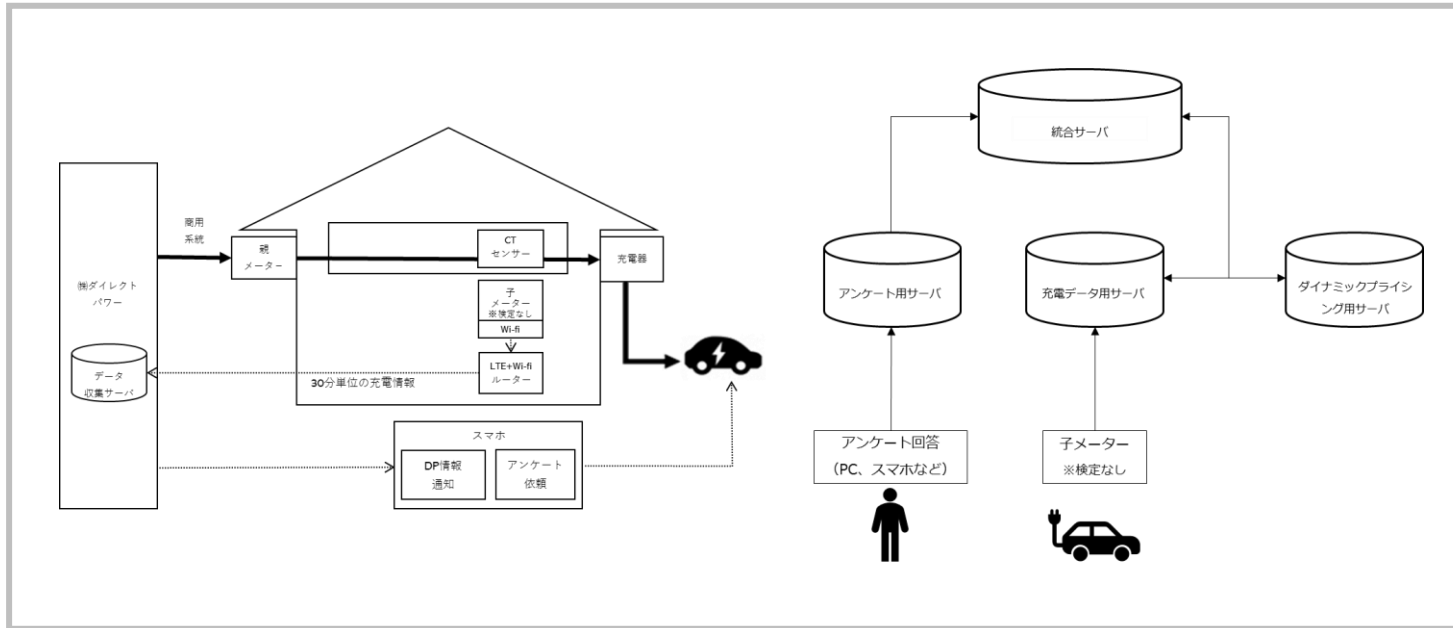 商用
系統
親
メーター
CT
センサー
充電器
㈱ダイレクト
パワー
子
メーター
※検定なし
Wi-fi
LTE+Wi-fi
ルーター
30分単位の充電情報
データ
収集サーバ
スマホ
DP情報
通知
アンケート
依頼
統合サーバ
アンケート用サーバ
充電データ用サーバ
ダイナミックプライシ
ング用サーバ
アンケート回答
（PC、スマホなど）
子メーター
※検定なし